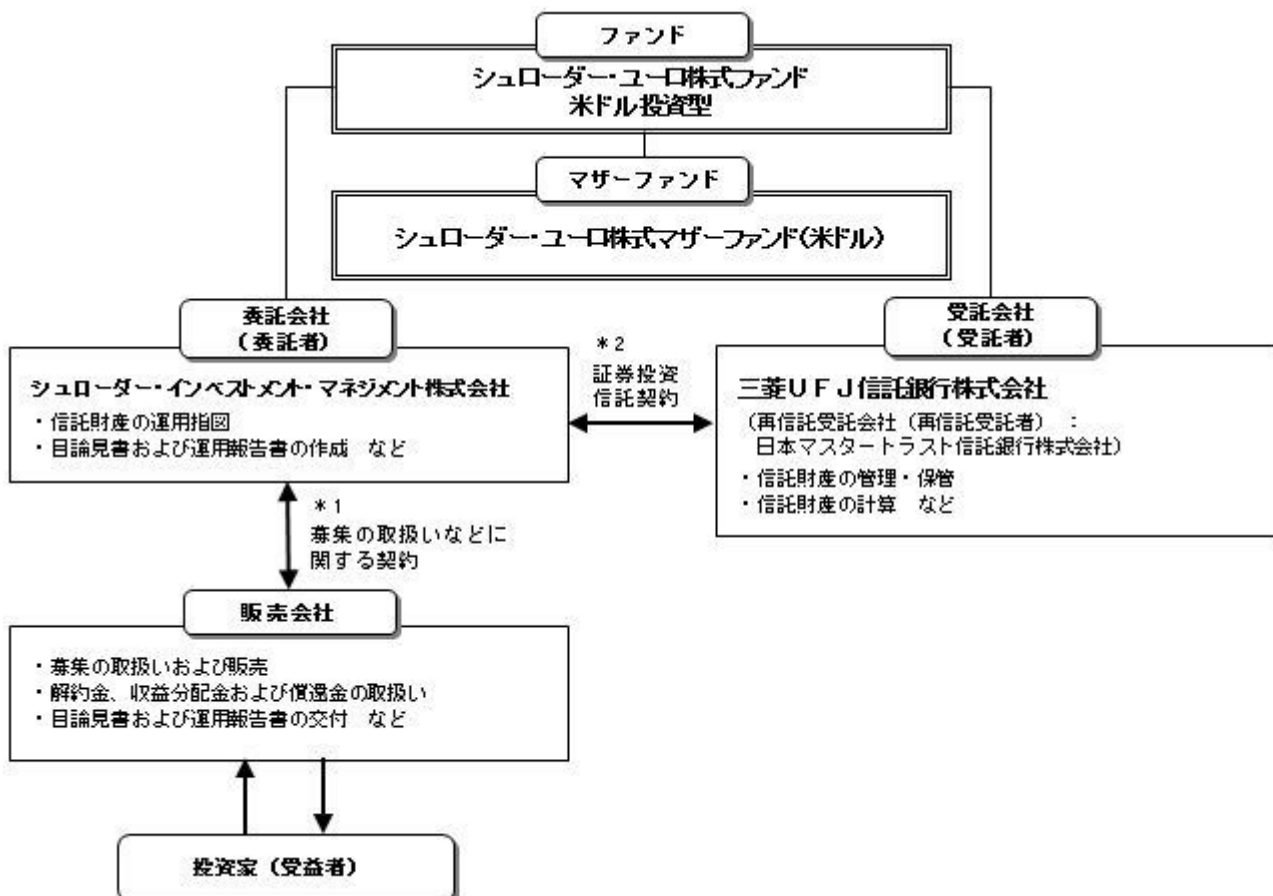 ファンド
シュローダー・ユーロ株式ファンド
米ドル投資型
マザーファンド
シュローダー・ユーロ株式マザーファンド(米ドル)
委託会社
(委託者)
シュローダー・インベストメント・マネジメント株式会社
・信託財産の運用指図
・目論見書および運用報告書の作成 など
*2
証券投資
信託契約
受託会社
(受託者)
三菱UFJ信託銀行株式会社
(再信託受託会社(再信託受託者) :
日本マスタートラスト信託銀行株式会社)
・信託財産の管理・保管
・信託財産の計算 など
*1
募集の取扱いなどに
関する契約
販売会社
・募集の取扱いおよび販売
・解約金、収益分配金および償還金の取扱い
・目論見書および運用報告書の交付 など
投資家(受益者)